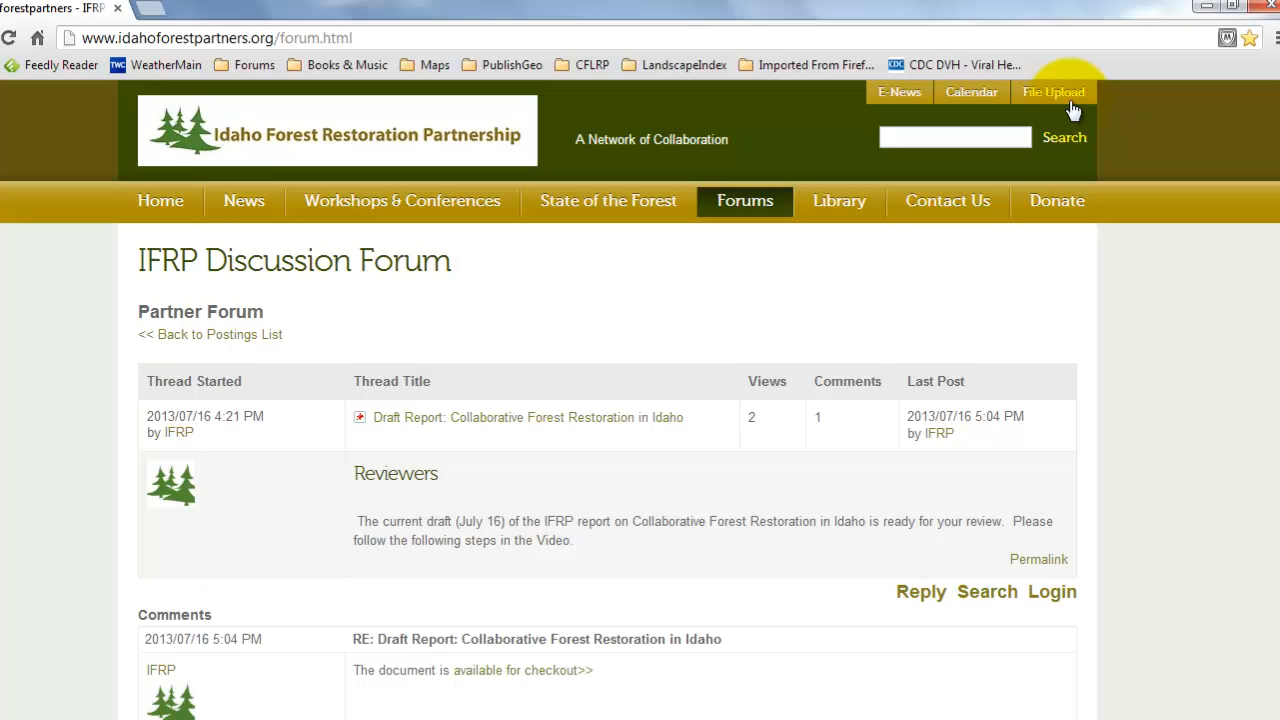 forestpartners - IFRP
www.idahoforestpartners.org/forum.html
Feedly Reader TWC WeatherMain Forums Books & Music Maps PublishGeo CFLRP LandscapeIndex Imported From Firef... CDC CDC DVH - Viral He...
E-News Calendar File Upload
Idaho Forest Restoration Partnership
A Network of Collaboration
Search
Home News Workshops & Conferences State of the Forest Forums Library Contact Us Donate
IFRP Discussion Forum
Partner Forum
<< Back to Postings List
Thread Started Thread Title Views Comments Last Post
2013/07/16 4:21 PM Draft Report: Collaborative Forest Restoration in Idaho 2 1 2013/07/16 5:04 PM
by IFRP by IFRP
Reviewers
The current draft (July 16) of the IFRP report on Collaborative Forest Restoration in Idaho is ready for your review. Please
follow the following steps in the Video.
Permalink
Reply Search Login
Comments
2013/07/16 5:04 PM RE: Draft Report: Collaborative Forest Restoration in Idaho
IFRP The document is available for checkout>>